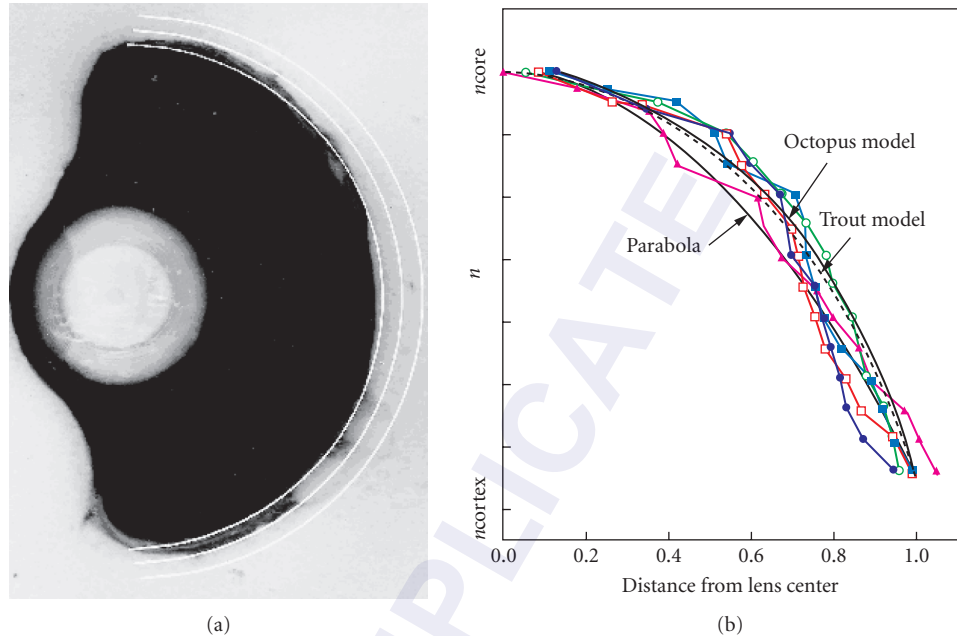 ncore
n
ncortex
Octopus model
Trout model
Parabola
0.0 0.2 0.4 0.6 0.8 1.0
Distance from lens center
(a)
(b)
PLICATE